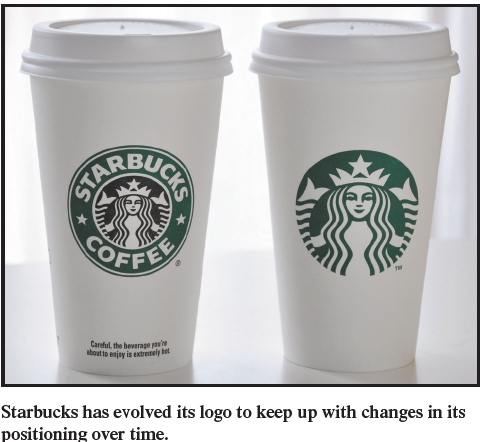 STARBUCKS
COFFEE
®
Careful, the beverage you're
about to enjoy is extremely hot.
TM
Starbucks has evolved its logo to keep up with changes in its
positioning over time.